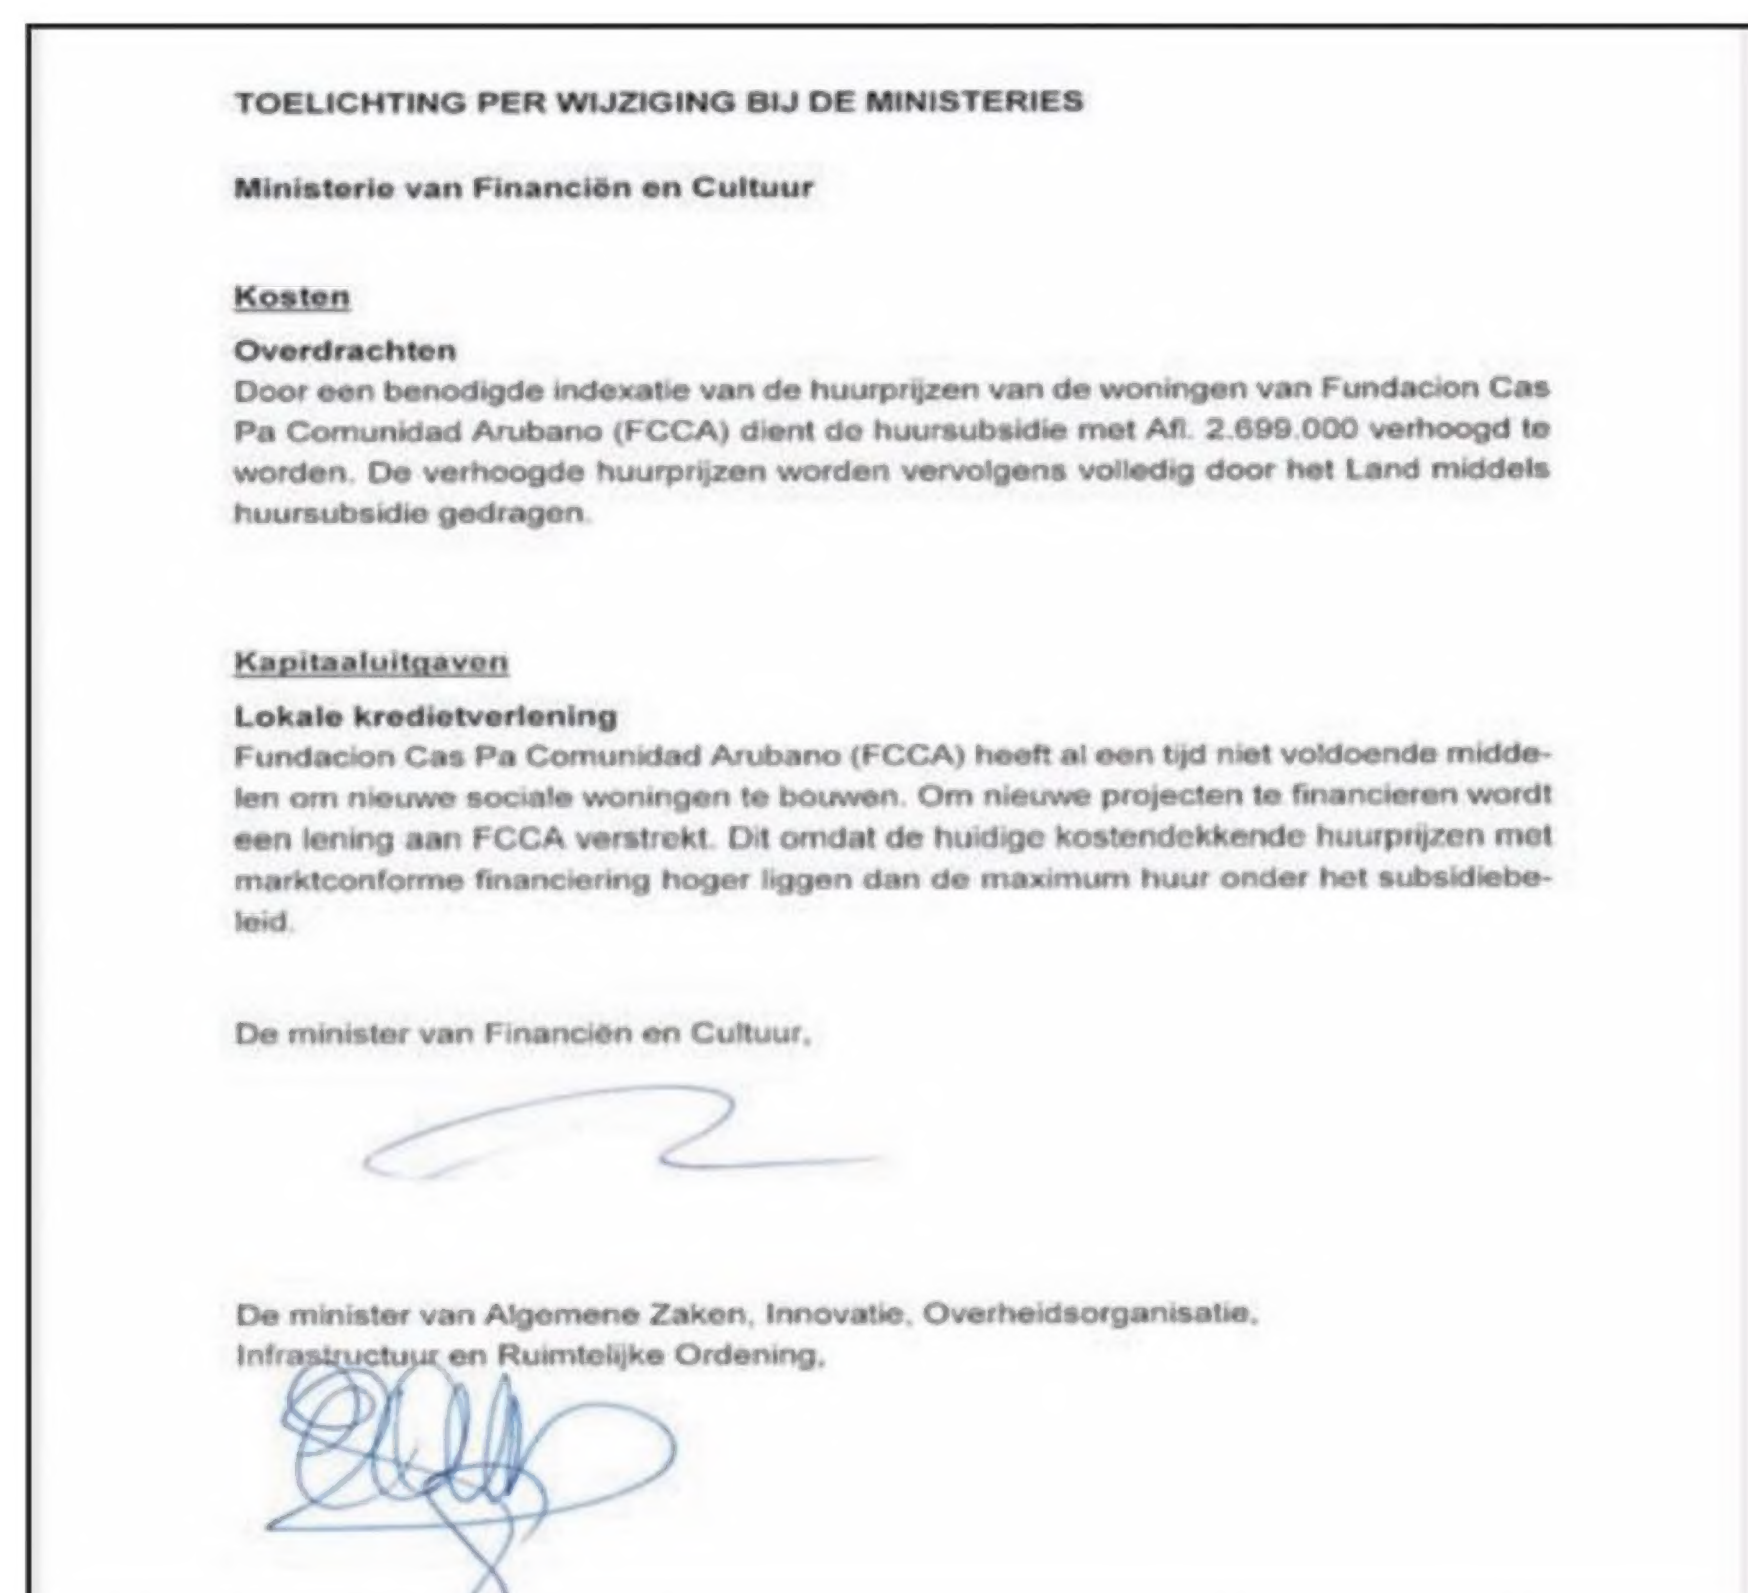 TOELICHTING PER WIJZIGING BIJ DE MINISTERIES
Ministerie van Financiën en Cultuur
Kosten
Overdrachten
Door een benodigde indexatie van de huurprijzen van de woningen van Fundacion Cas
Pa Comunidad Arubano (FCCA) dient de huursubsidie met Afl. 2.699.000 verhoogd te
worden. De verhoogde huurprijzen worden vervolgens volledig door het Land middels
huursubsidie gedragen.
Kapitaaluitgaven
Lokale kredietverlening
Fundacion Cas Pa Comunidad Arubano (FCCA) heeft al een tijd niet voldoende midde-
len om nieuwe sociale woningen te bouwen. Om nieuwe projecten te financieren wordt
een lening aan FCCA verstrekt. Dit omdat de huidige kostendekkende huurprijzen met
marktconforme financiering hoger liggen dan de maximum huur onder het subsidiebe-
leid.
De minister van Financiën en Cultuur,
De minister van Algemene Zaken, Innovatie, Overheidsorganisatie,
Infrastructuur en Ruimtelijke Ordening,